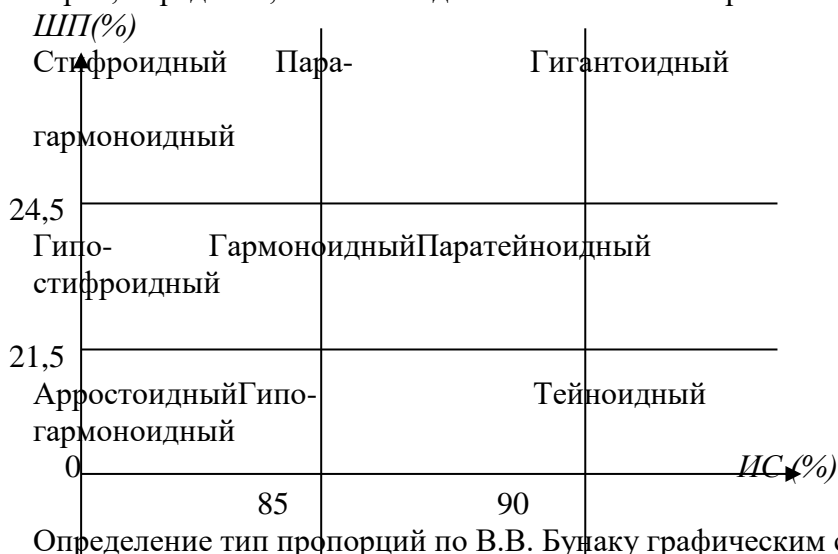 ШП(%)
Стифроидный Пара- Гигантоидный
гармоноидный
24,5
Гипо- ГармоноидныйПаратейноидный
стифроидный
21,5
АрростоидныйГипо- Тейноидный
гармоноидный
0 ИС (%)
85 90
Определение тип пропорций по В.В. Бунаку графическим